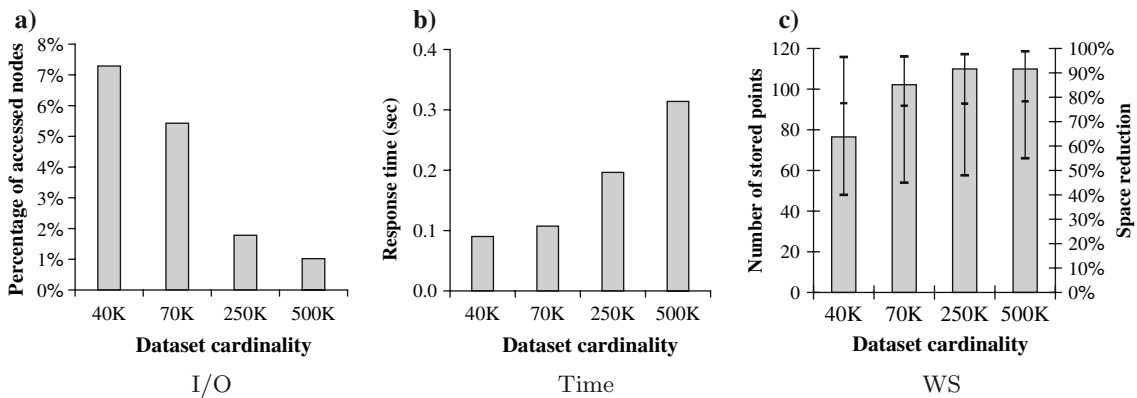 a)
Percentage of accessed nodes
8%
7%
6%
5%
4%
3%
2%
1%
0%
40K 70K 250K 500K
Dataset cardinality
I/O
b)
Response time (sec)
0.4
0.3
0.2
0.1
0.0
40K 70K 250K 500K
Dataset cardinality
Time
c)
Number of stored points
120
100
80
60
40
20
0
100%
90%
80%
70%
60%
50%
40%
30%
20%
10%
0%
Space reduction
40K 70K 250K 500K
Dataset cardinality
WS